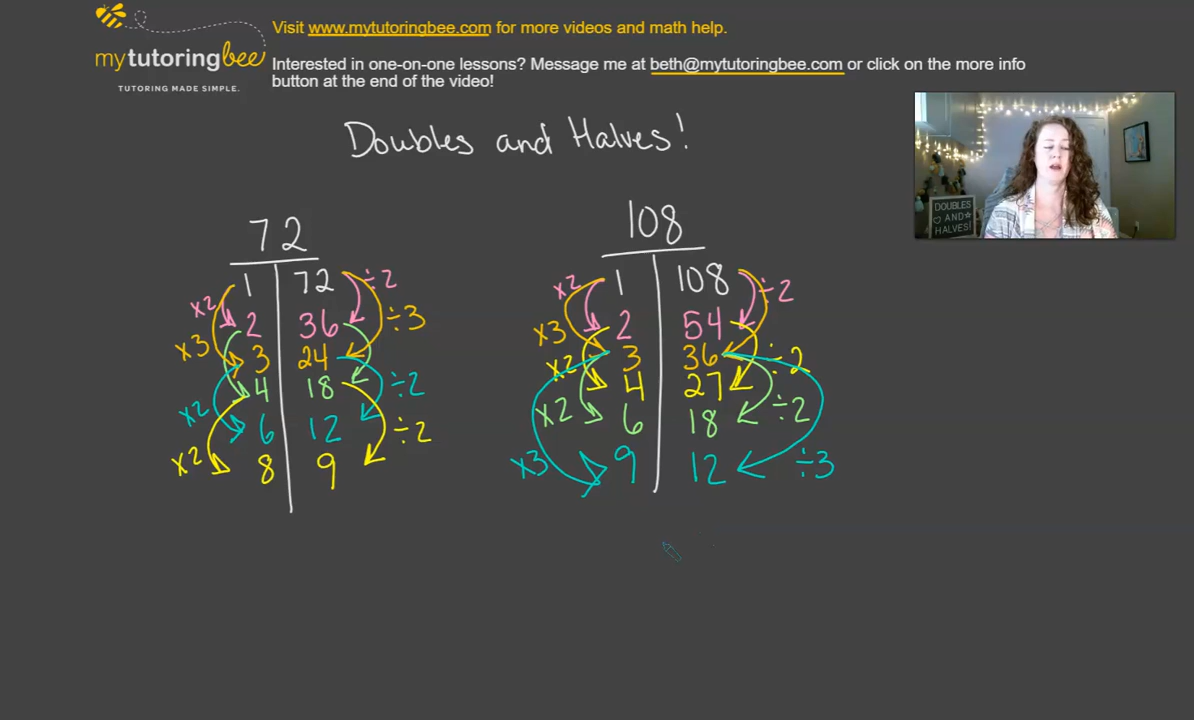 Visit www.mytutoringbee.com for more videos and math help.
mytutoringbee
TUTORING MADE SIMPLE.
Interested in one-on-one lessons? Message me at beth@mytutoringbee.com or click on the more info
button at the end of the video!
Doubles and Halves!
DOUBLES
AND
HALVES!
72
1 72
x2 ÷2
2 36
x3 ÷3
3 24
4 18
x2 ÷2
6 12
x2 ÷2
8 9
108
1 108
x2 ÷2
2 54
x3
3 36
x2 ÷2
4 27
x2 ÷2
6 18
x3 ÷3
9 12